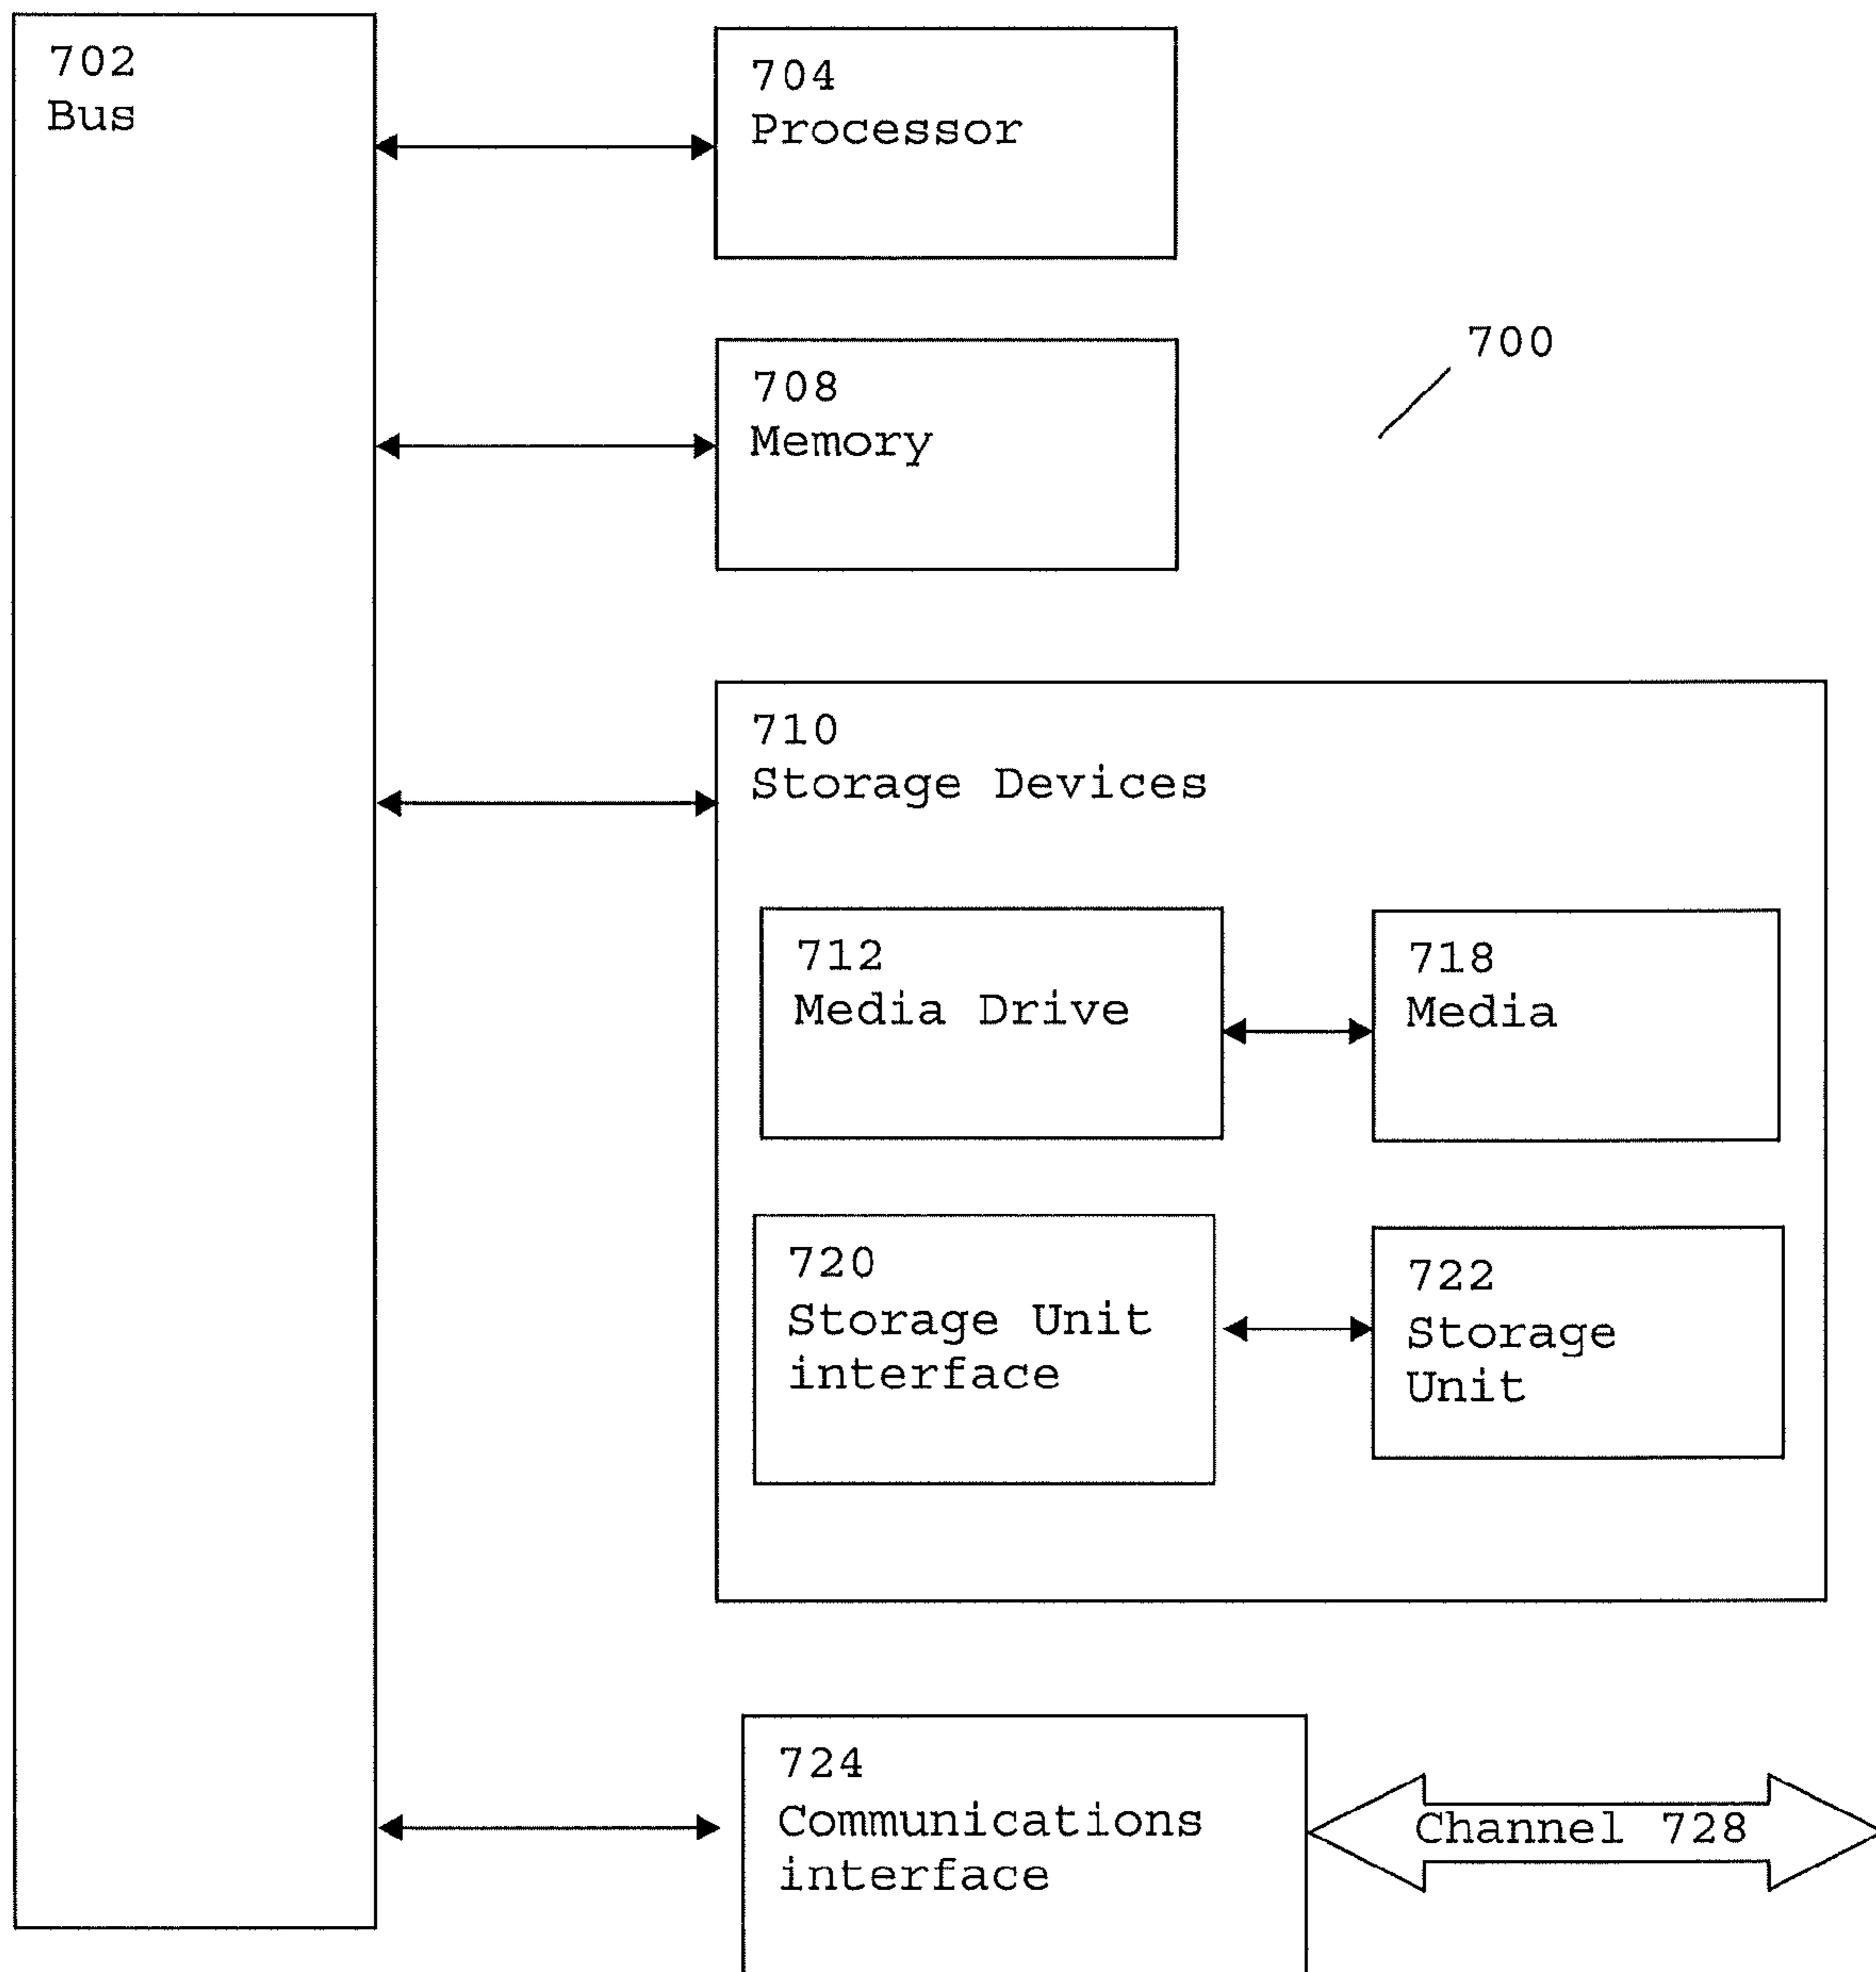 702
Bus
704
Processor
700
708
Memory
710
Storage Devices
712
Media Drive
718
Media
720
Storage Unit
interface
722
Storage
Unit
724
Communications
interface
Channel 728